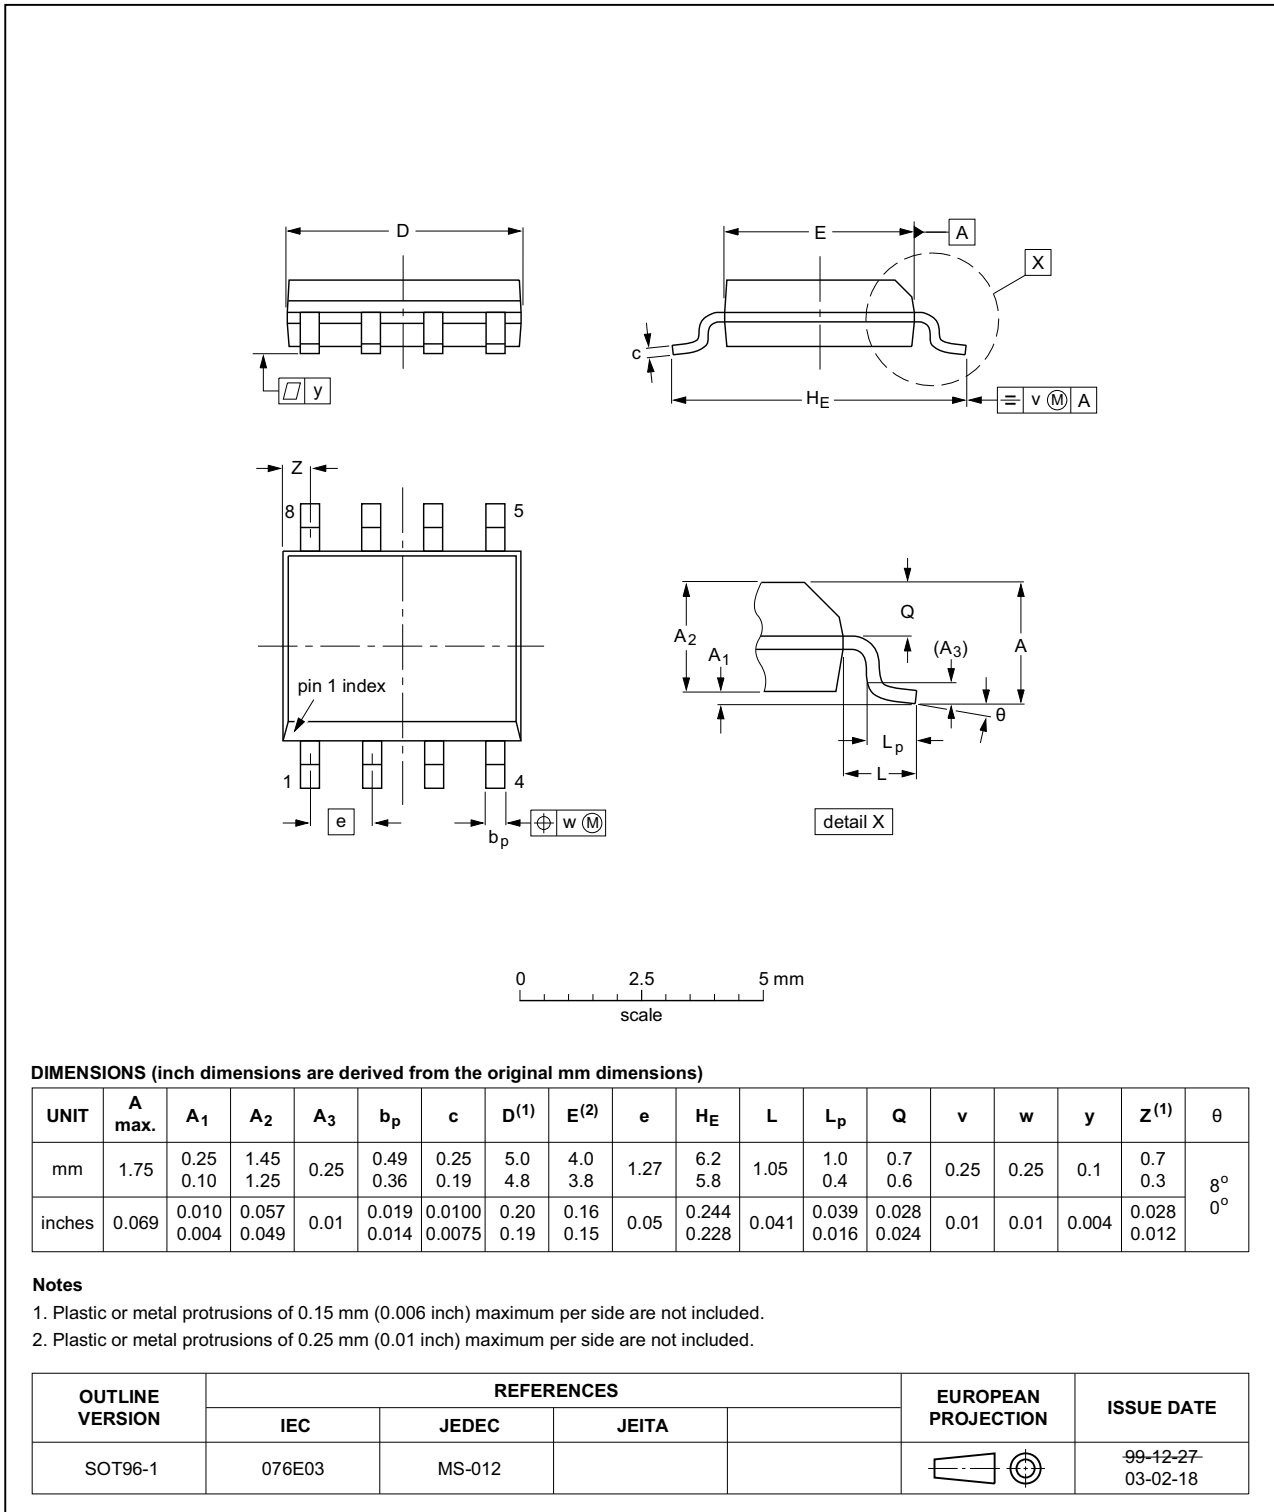 D
E
A
X
c
y
HE
v M A
Z
8
5
pin 1 index
1
4
e
bp
w M
A2
A1
Q
(A3)
A
θ
Lp
L
detail X
0 2.5 5 mm
scale
DIMENSIONS (inch dimensions are derived from the original mm dimensions)
UNIT A max. A1 A2 A3 bp c D(1) E(2) e HE L Lp Q v w y Z(1) θ
mm 1.75 0.25 0.10 1.45 1.25 0.25 0.49 0.36 0.25 0.19 5.0 4.8 4.0 3.8 1.27 6.2 5.8 1.05 1.0 0.4 0.7 0.6 0.25 0.25 0.1 0.7 0.3 8o 0o
inches 0.069 0.010 0.004 0.057 0.049 0.01 0.019 0.014 0.0100 0.0075 0.20 0.19 0.16 0.15 0.05 0.244 0.228 0.041 0.039 0.016 0.028 0.024 0.01 0.01 0.004 0.028 0.012
Notes
1. Plastic or metal protrusions of 0.15 mm (0.006 inch) maximum per side are not included.
2. Plastic or metal protrusions of 0.25 mm (0.01 inch) maximum per side are not included.
OUTLINE VERSION
REFERENCES
IEC JEDEC JEITA
EUROPEAN PROJECTION
ISSUE DATE
SOT96-1 076E03 MS-012
99-12-27
03-02-18